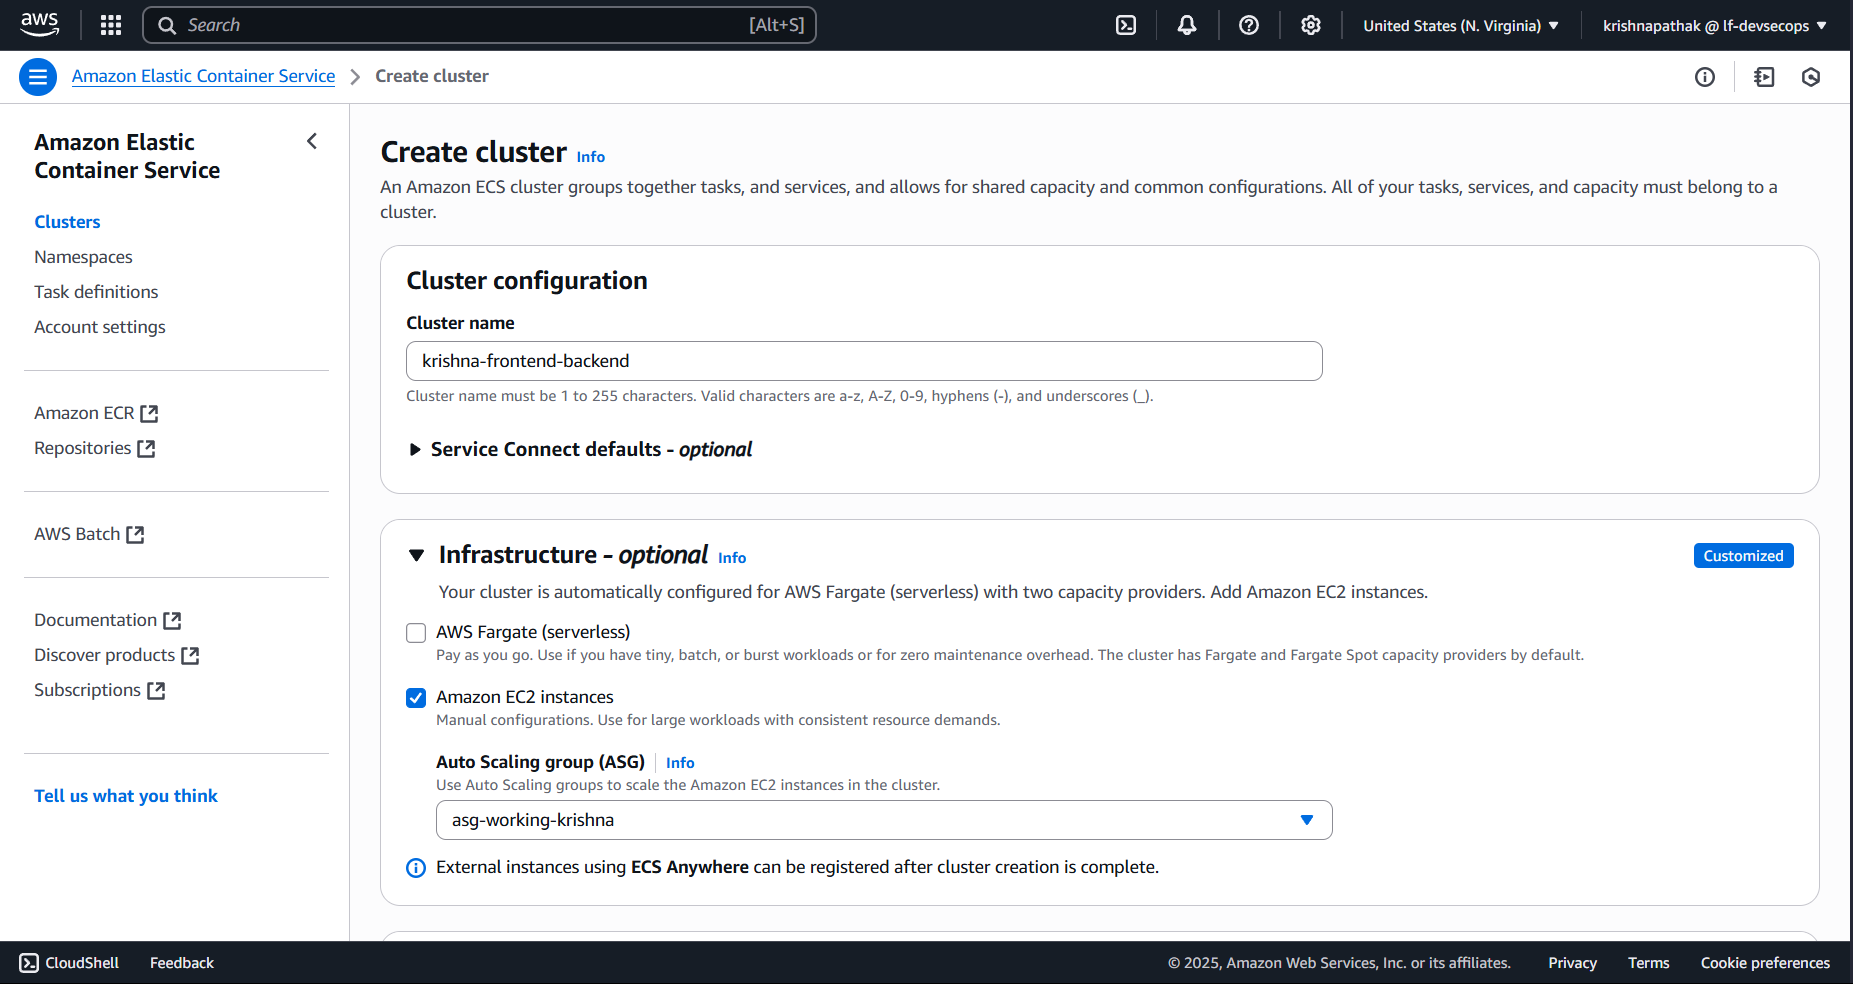 aws
Search [Alt+S]
United States (N. Virginia)
krishnapathak @ lf-devsecops
Amazon Elastic Container Service
Create cluster
Amazon Elastic
Container Service
Clusters
Namespaces
Task definitions
Account settings
Amazon ECR
Repositories
AWS Batch
Documentation
Discover products
Subscriptions
Tell us what you think
Create cluster Info
An Amazon ECS cluster groups together tasks, and services, and allows for shared capacity and common configurations. All of your tasks, services, and capacity must belong to a
cluster.
Cluster configuration
Cluster name
krishna-frontend-backend
Cluster name must be 1 to 255 characters. Valid characters are a-z, A-Z, 0-9, hyphens (-), and underscores (_).
Service Connect defaults - optional
Infrastructure - optional Info
Customized
Your cluster is automatically configured for AWS Fargate (serverless) with two capacity providers. Add Amazon EC2 instances.
AWS Fargate (serverless)
Pay as you go. Use if you have tiny, batch, or burst workloads or for zero maintenance overhead. The cluster has Fargate and Fargate Spot capacity providers by default.
Amazon EC2 instances
Manual configurations. Use for large workloads with consistent resource demands.
Auto Scaling group (ASG) Info
Use Auto Scaling groups to scale the Amazon EC2 instances in the cluster.
asg-working-krishna
External instances using ECS Anywhere can be registered after cluster creation is complete.
CloudShell
Feedback
© 2025, Amazon Web Services, Inc. or its affiliates.
Privacy
Terms
Cookie preferences